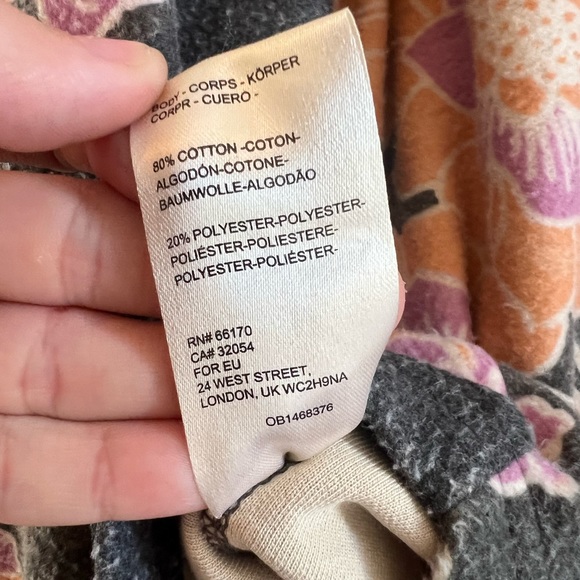 BODY - CORPS - KÖRPER
CORPR - CUERO -
80% COTTON -COTON-
ALGODÓN-COTONE-
BAUMWOLLE-ALGODÃO
20% POLYESTER-POLYESTER-
POLIÉSTER-POLIESTERE-
POLYESTER-POLIÈSTER-
RN# 66170
CA# 32054
FOR EU
24 WEST STREET,
LONDON, UK WC2H9NA
OB1468376